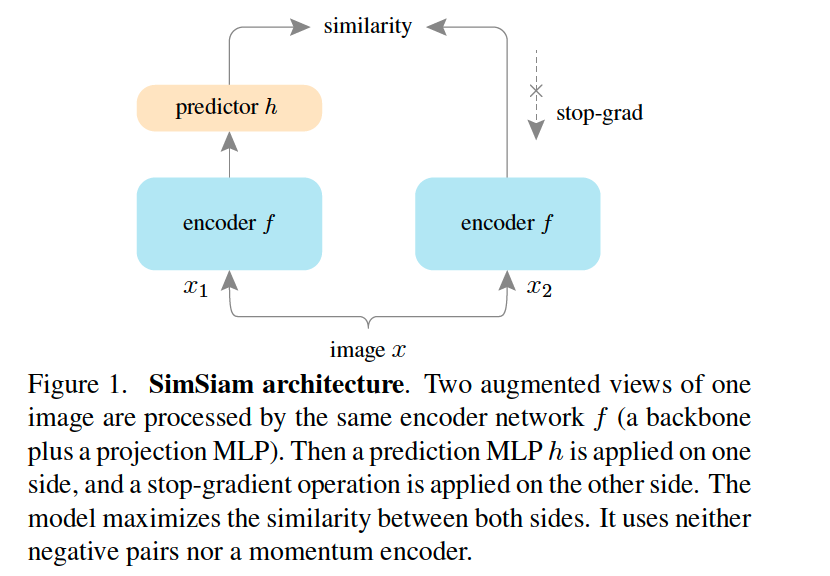 similarity
predictor h
stop-grad
encoder f
encoder f
x1
x2
image x
Figure 1. SimSiam architecture. Two augmented views of one
image are processed by the same encoder network f (a backbone
plus a projection MLP). Then a prediction MLP h is applied on one
side, and a stop-gradient operation is applied on the other side. The
model maximizes the similarity between both sides. It uses neither
negative pairs nor a momentum encoder.